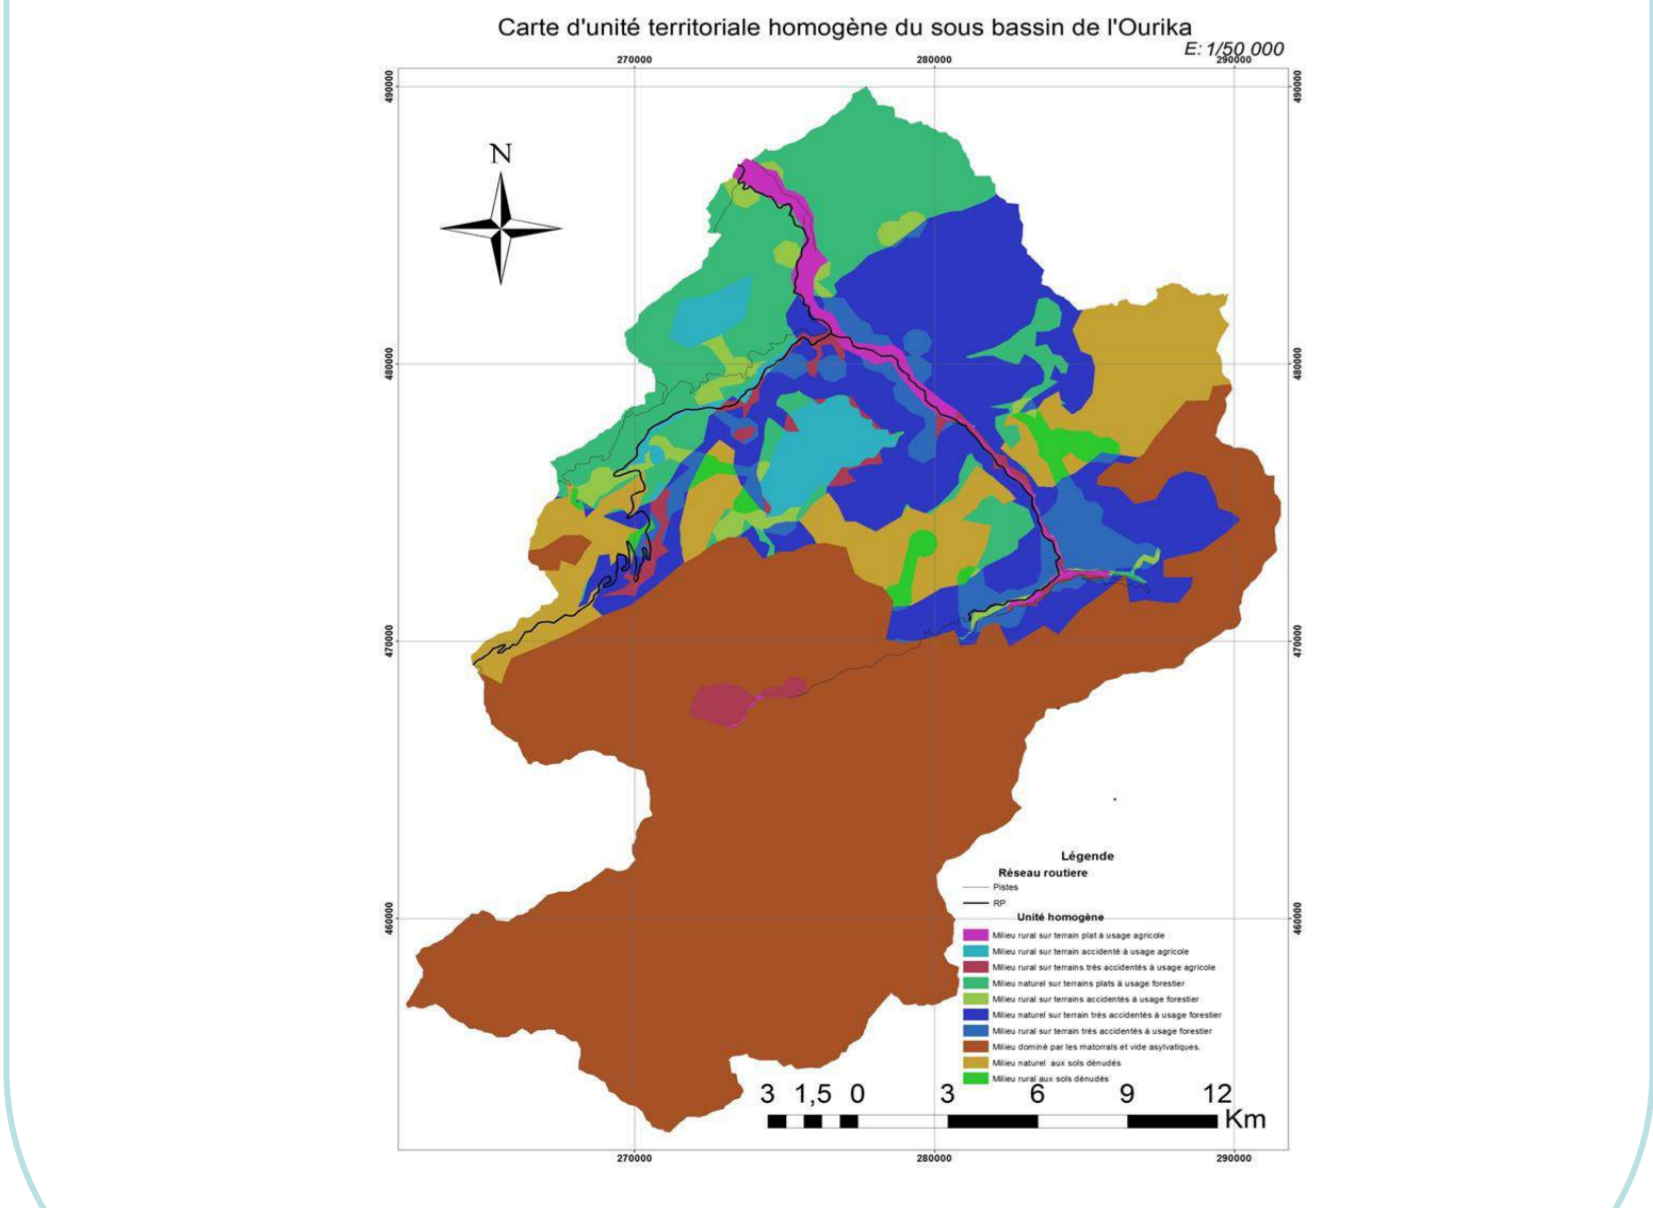 Carte d'unité territoriale homogène du sous bassin de l'Ourika
E: 1/50 000
270000 280000 290000
490000 490000
N
480000 480000
470000 470000
460000 460000
Légende
Réseau routiere
Pistes
RP
Unité homogène
Milieu rural sur terrain plat à usage agricole
Milieu rural sur terrain accidenté à usage agricole
Milieu rural sur terrains très accidentés à usage agricole
Milieu naturel sur terrains plats à usage forestier
Milieu rural sur terrains accidentés à usage forestier
Milieu naturel sur terrain très accidentés à usage forestier
Milieu rural sur terrain très accidentés à usage forestier
Milieu dominé par les matorrals et vide asylvatiques.
Milieu naturel aux sols dénudés
Milieu rural aux sols dénudés
3 1,5 0 3 6 9 12
Km
270000 280000 290000